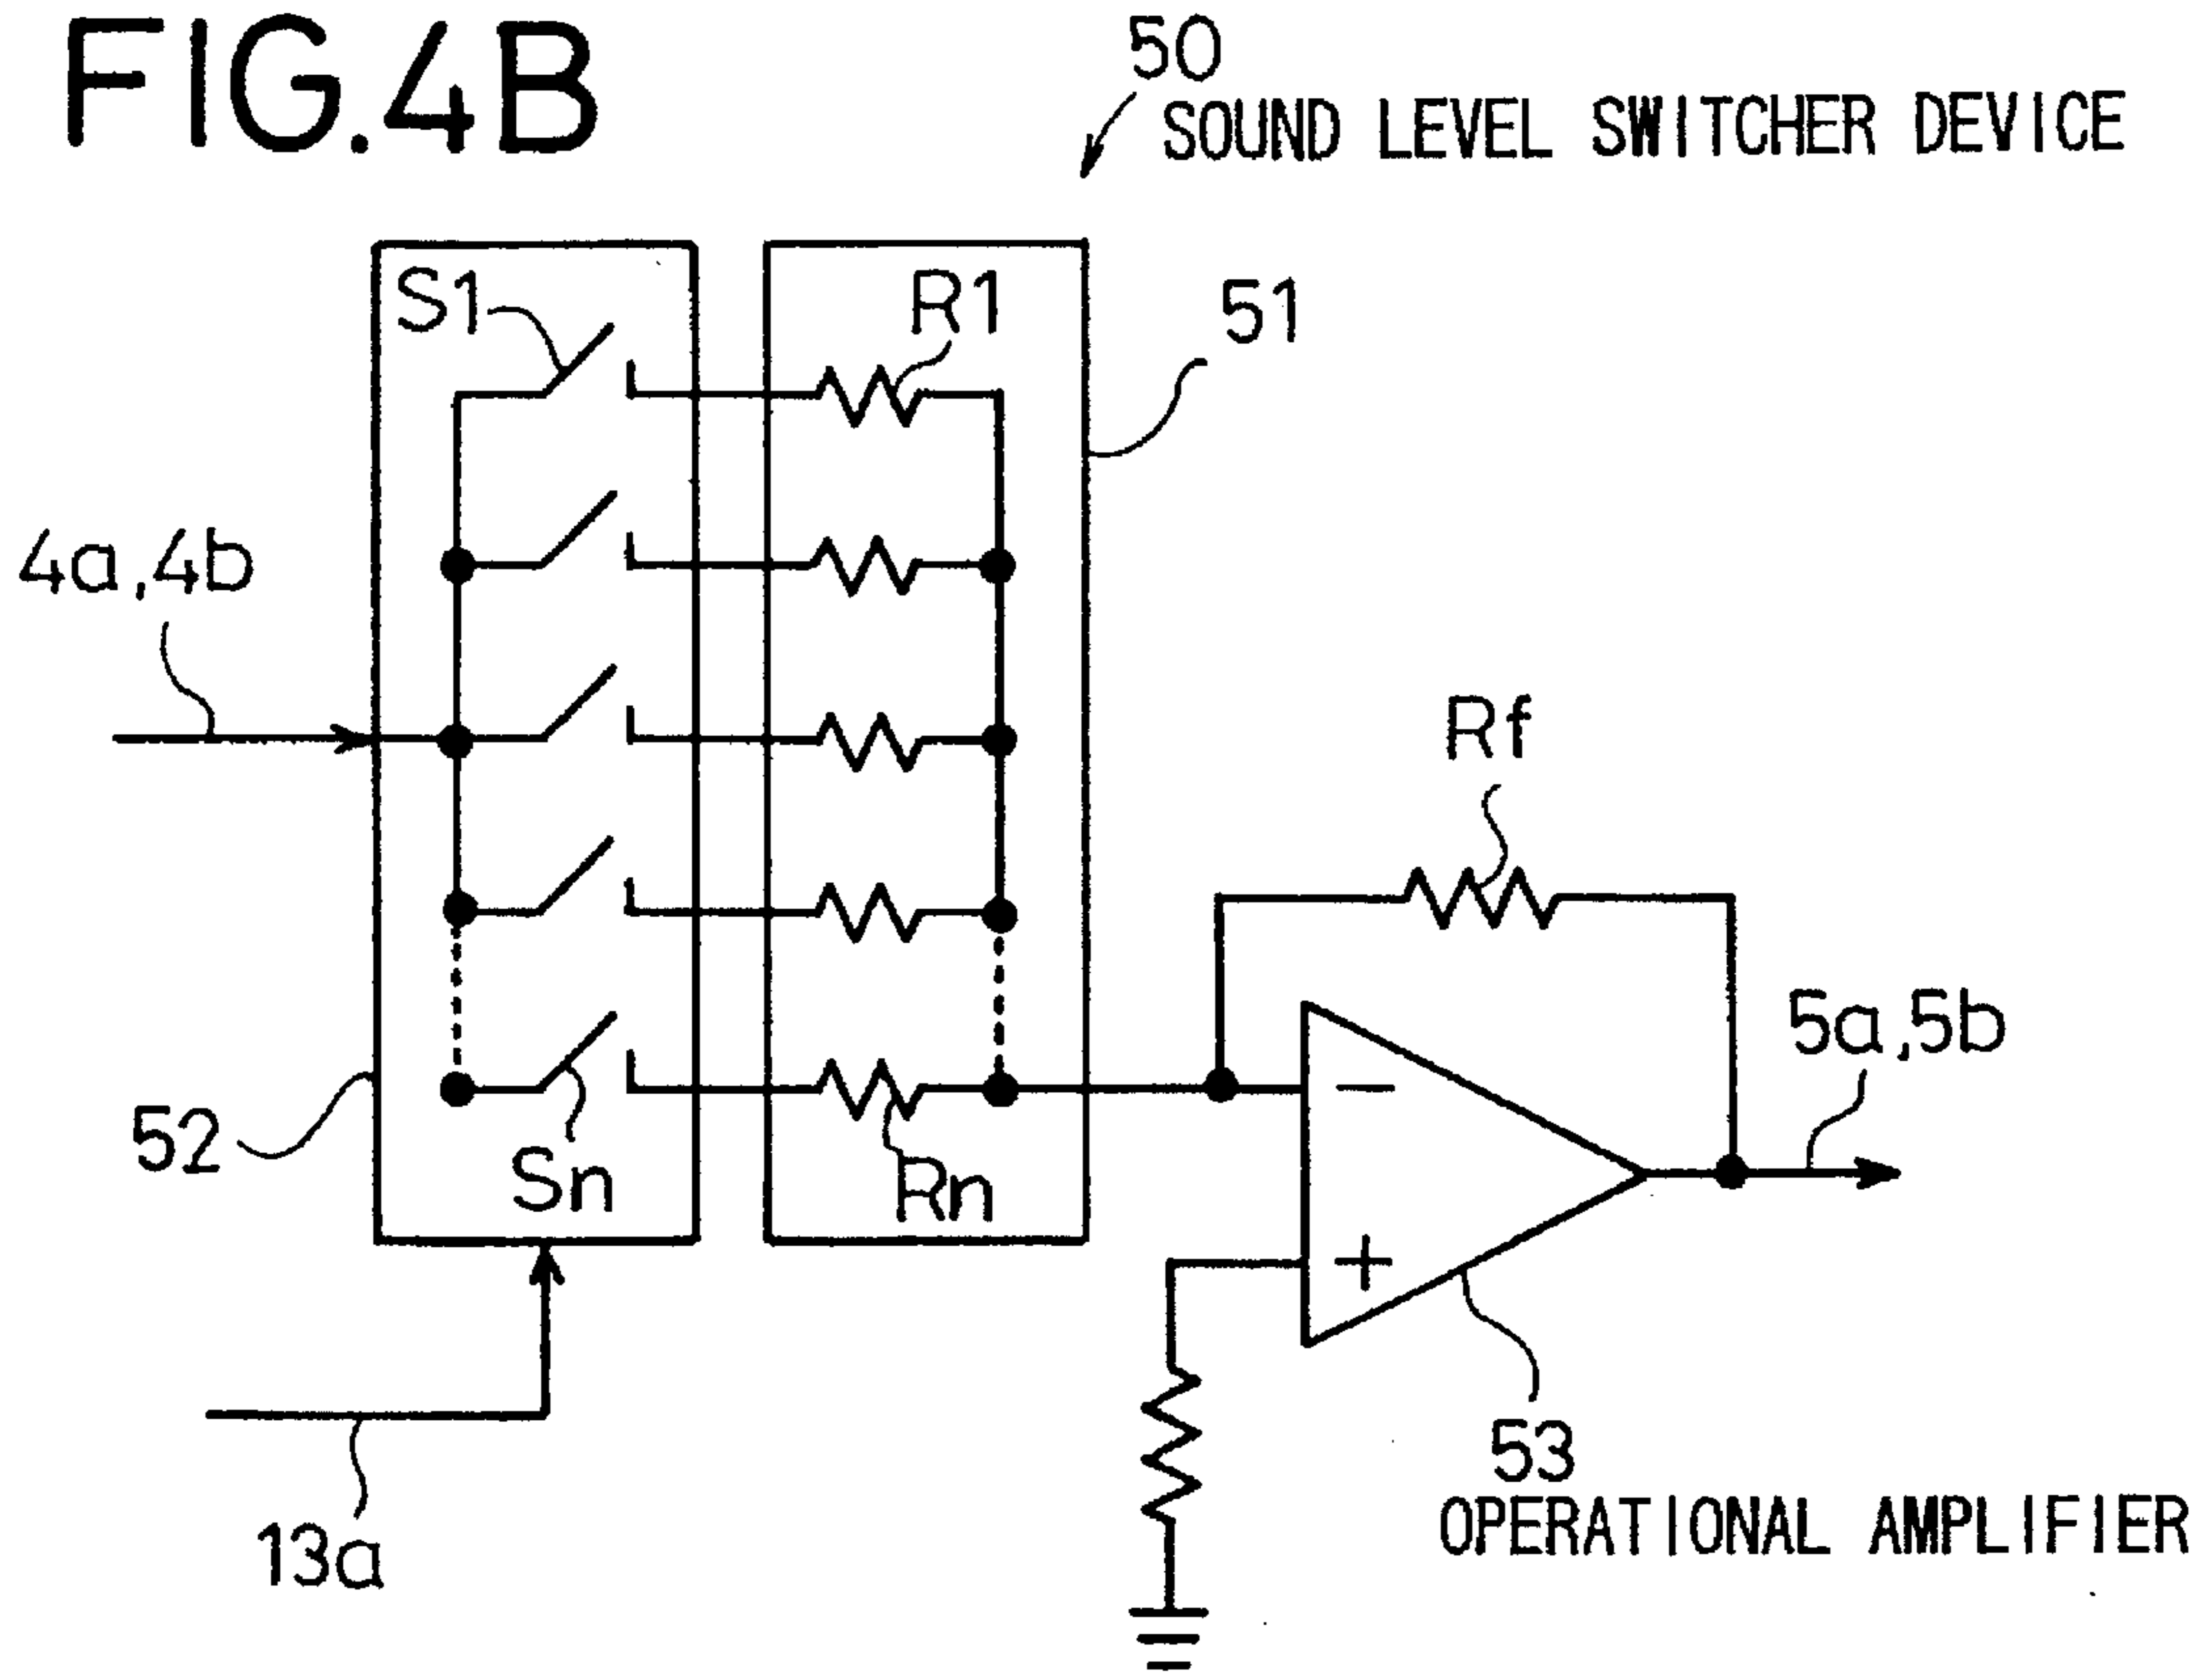 FIG.4B
50
SOUND LEVEL SWITCHER DEVICE
S1
R1
51
4a,4b
Rf
5a,5b
−
52
Sn
Rn
+
53
OPERATIONAL AMPLIFIER
13a